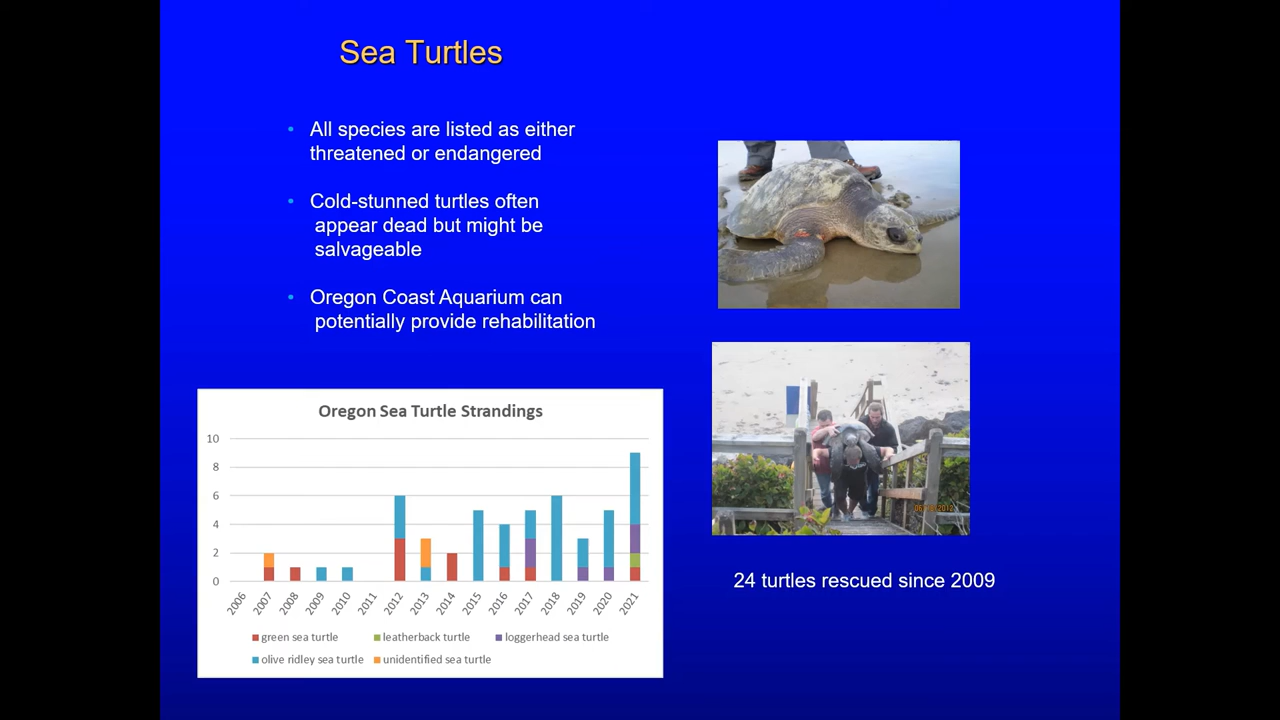 Sea Turtles
• All species are listed as either
threatened or endangered
• Cold-stunned turtles often
appear dead but might be
salvageable
• Oregon Coast Aquarium can
potentially provide rehabilitation
Oregon Sea Turtle Strandings
10
8
6
4
2
0
2006 2007 2008 2009 2010 2011 2012 2013 2014 2015 2016 2017 2018 2019 2020 2021
green sea turtle leatherback turtle loggerhead sea turtle
olive ridley sea turtle unidentified sea turtle
24 turtles rescued since 2009